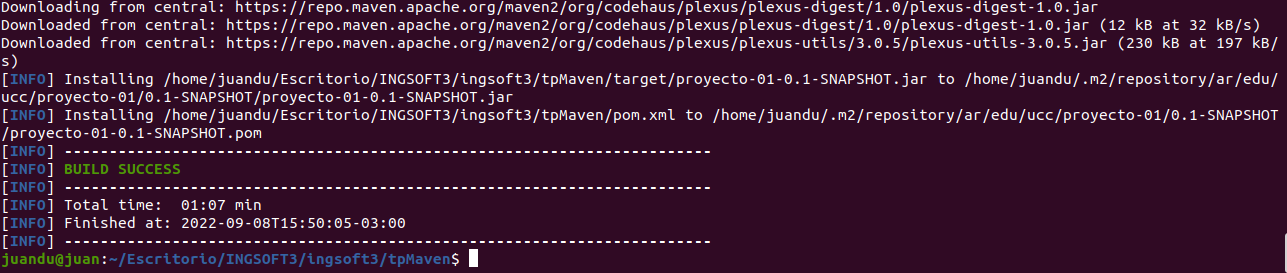 Downloading from central: https://repo.maven.apache.org/maven2/org/codehaus/plexus/plexus-digest/1.0/plexus-digest-1.0.jar
Downloaded from central: https://repo.maven.apache.org/maven2/org/codehaus/plexus/plexus-digest/1.0/plexus-digest-1.0.jar (12 kB at 32 kB/s)
Downloaded from central: https://repo.maven.apache.org/maven2/org/codehaus/plexus/plexus-utils/3.0.5/plexus-utils-3.0.5.jar (230 kB at 197 kB/
s)
[INFO] Installing /home/juandu/Escritorio/INGSOFT3/ingsoft3/tpMaven/target/proyecto-01-0.1-SNAPSHOT.jar to /home/juandu/.m2/repository/ar/edu/
ucc/proyecto-01/0.1-SNAPSHOT/proyecto-01-0.1-SNAPSHOT.jar
[INFO] Installing /home/juandu/Escritorio/INGSOFT3/ingsoft3/tpMaven/pom.xml to /home/juandu/.m2/repository/ar/edu/ucc/proyecto-01/0.1-SNAPSHOT
/proyecto-01-0.1-SNAPSHOT.pom
[INFO] ------------------------------------------------------------------------
[INFO] BUILD SUCCESS
[INFO] ------------------------------------------------------------------------
[INFO] Total time:  01:07 min
[INFO] Finished at: 2022-09-08T15:50:05-03:00
[INFO] ------------------------------------------------------------------------
juandu@juan:~/Escritorio/INGSOFT3/ingsoft3/tpMaven$